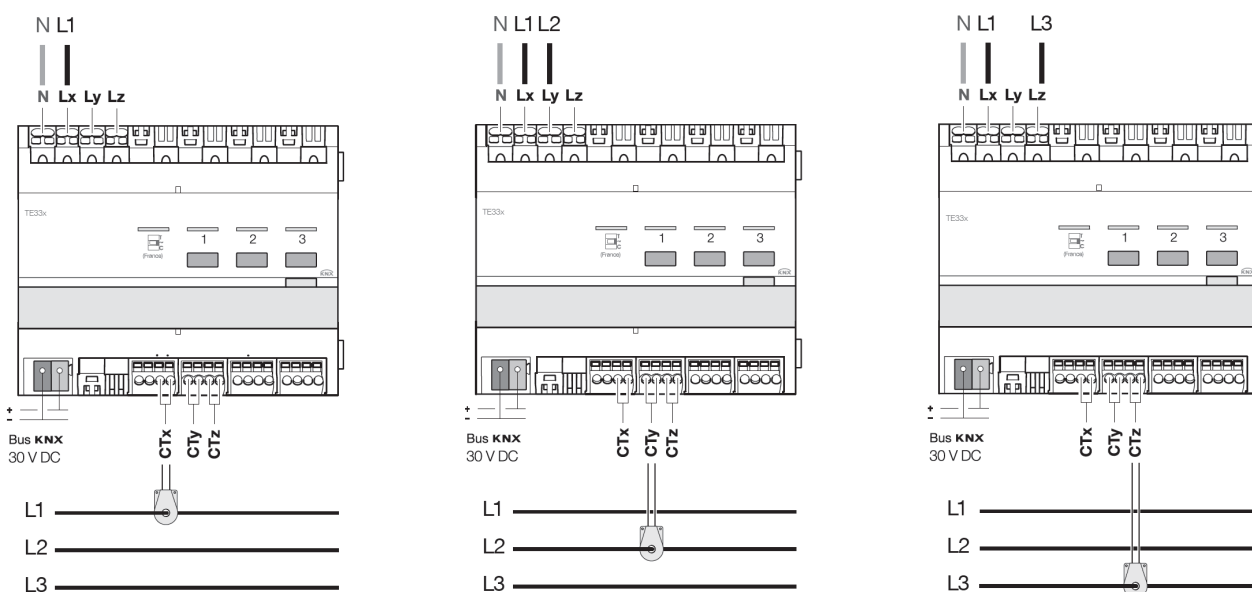 N L1
N Lx Ly Lz
TE33x
1 2 3
(France)
KNX
+
-
Bus KNX
30 V DC
CTx
CTy
CTz
L1
L2
L3
N L1 L2
N Lx Ly Lz
TE33x
1 2 3
(France)
KNX
+
-
Bus KNX
30 V DC
CTx
CTy
CTz
L1
L2
L3
N L1 L3
N Lx Ly Lz
TE33x
1 2 3
(France)
KNX
+
-
Bus KNX
30 V DC
CTx
CTy
CTz
L1
L2
L3